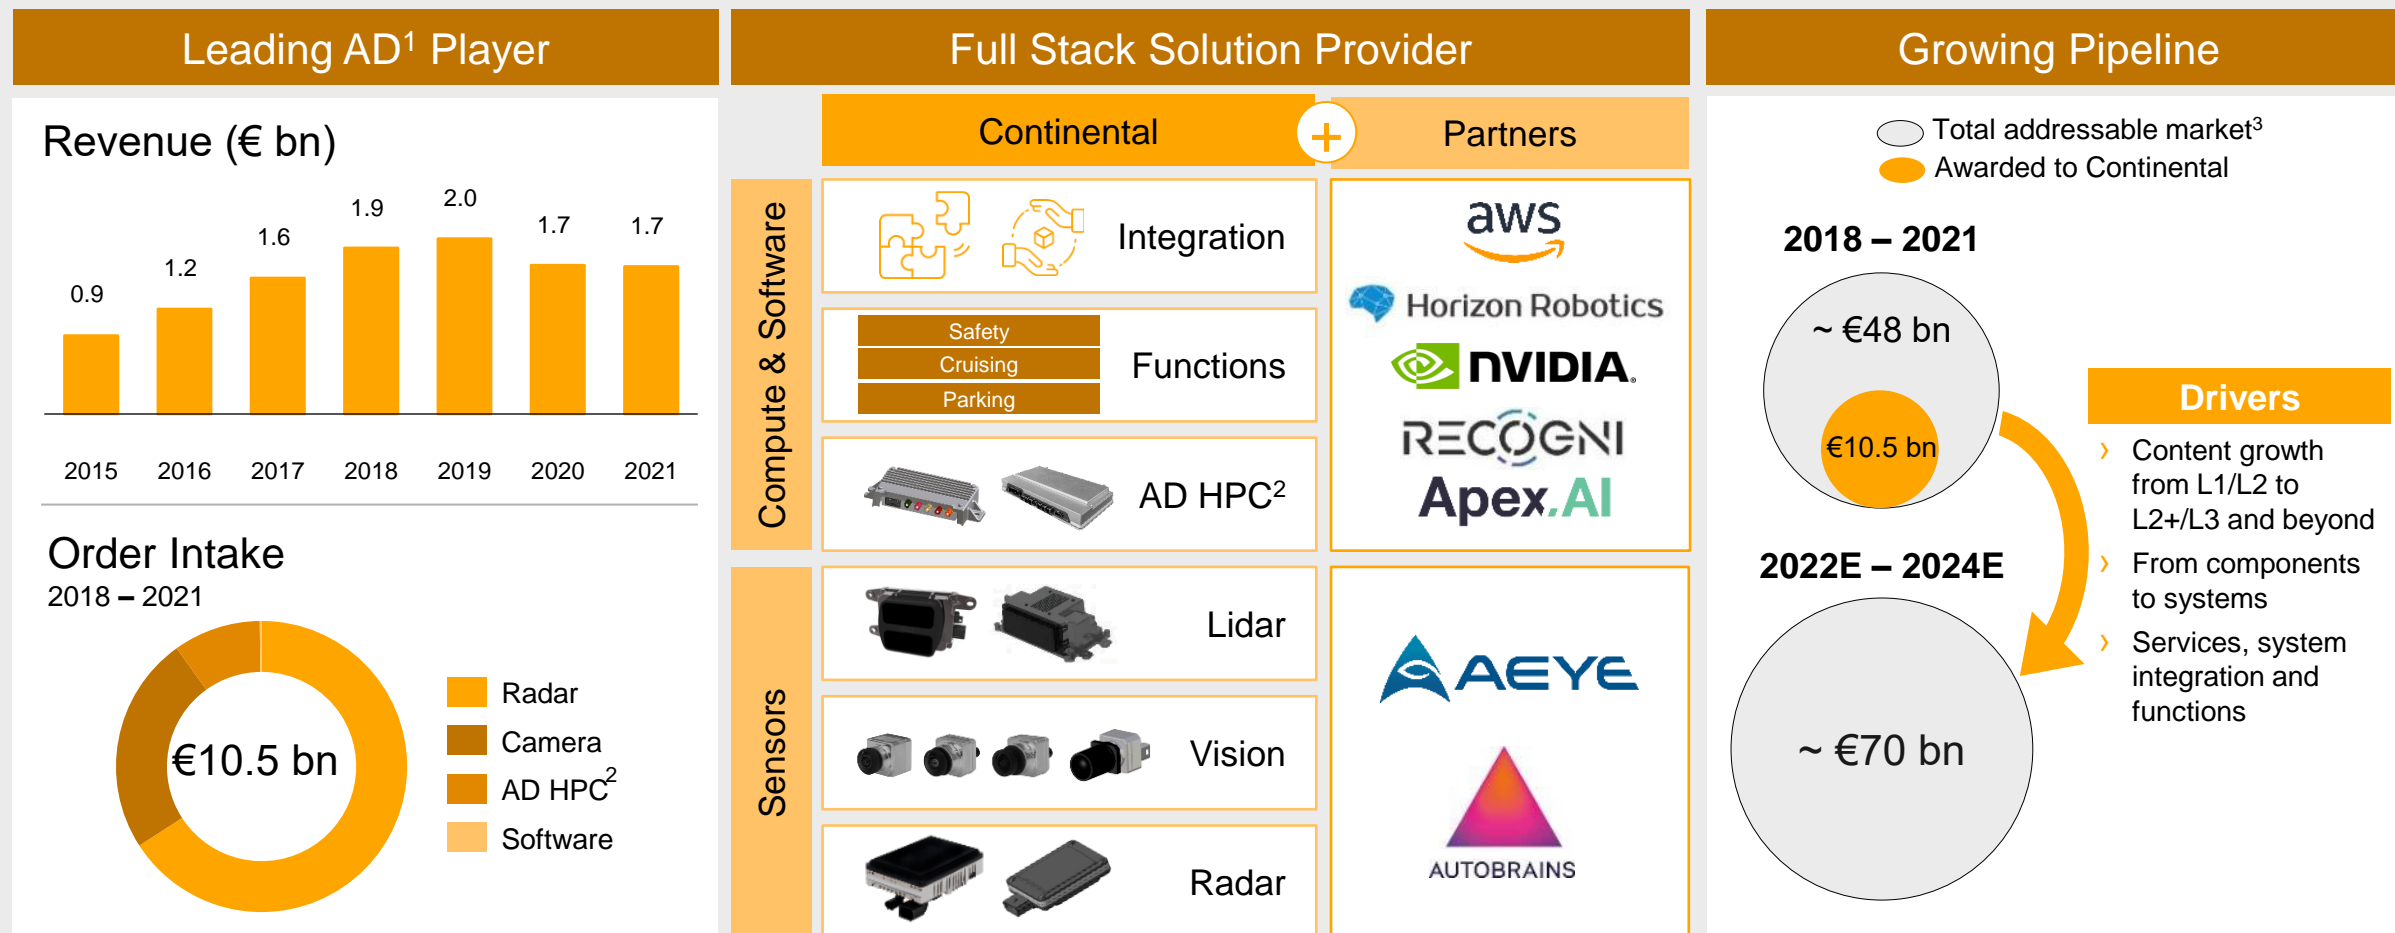 Leading AD¹ Player
Revenue (€ bn)
0.9
1.2
1.6
1.9
2.0
1.7
1.7
2015
2016
2017
2018
2019
2020
2021
Order Intake
2018 – 2021
€10.5 bn
Radar
Camera
AD HPC²
Software
Full Stack Solution Provider
Continental
+
Partners
Compute & Software
Integration
Safety
Cruising
Parking
Functions
AD HPC²
aws
Horizon Robotics
NVIDIA.
RECOGNI
Apex.AI
Sensors
Lidar
Vision
Radar
AEYE
AUTOBRAINS
Growing Pipeline
Total addressable market³
Awarded to Continental
2018 – 2021
~ €48 bn
€10.5 bn
2022E – 2024E
~ €70 bn
Drivers
› Content growth
from L1/L2 to
L2+/L3 and beyond
› From components
to systems
› Services, system
integration and
functions